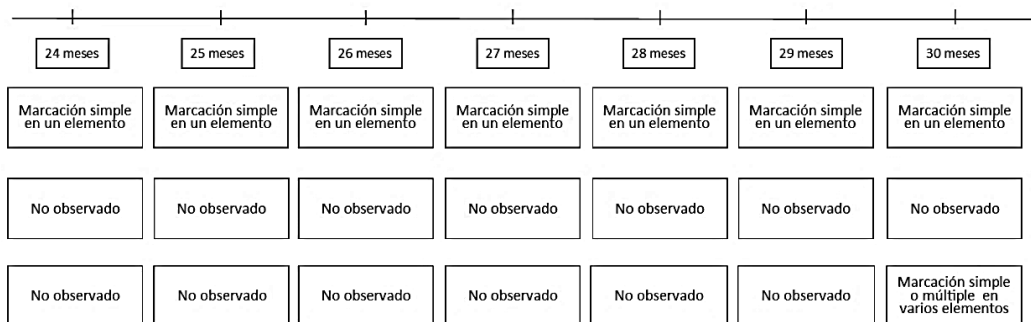 24 meses
25 meses
26 meses
27 meses
28 meses
29 meses
30 meses
Marcación simple
en un elemento
Marcación simple
en un elemento
Marcación simple
en un elemento
Marcación simple
en un elemento
Marcación simple
en un elemento
Marcación simple
en un elemento
Marcación simple
en un elemento
No observado
No observado
No observado
No observado
No observado
No observado
No observado
No observado
No observado
No observado
No observado
No observado
No observado
Marcación simple
o múltiple en
varios elementos